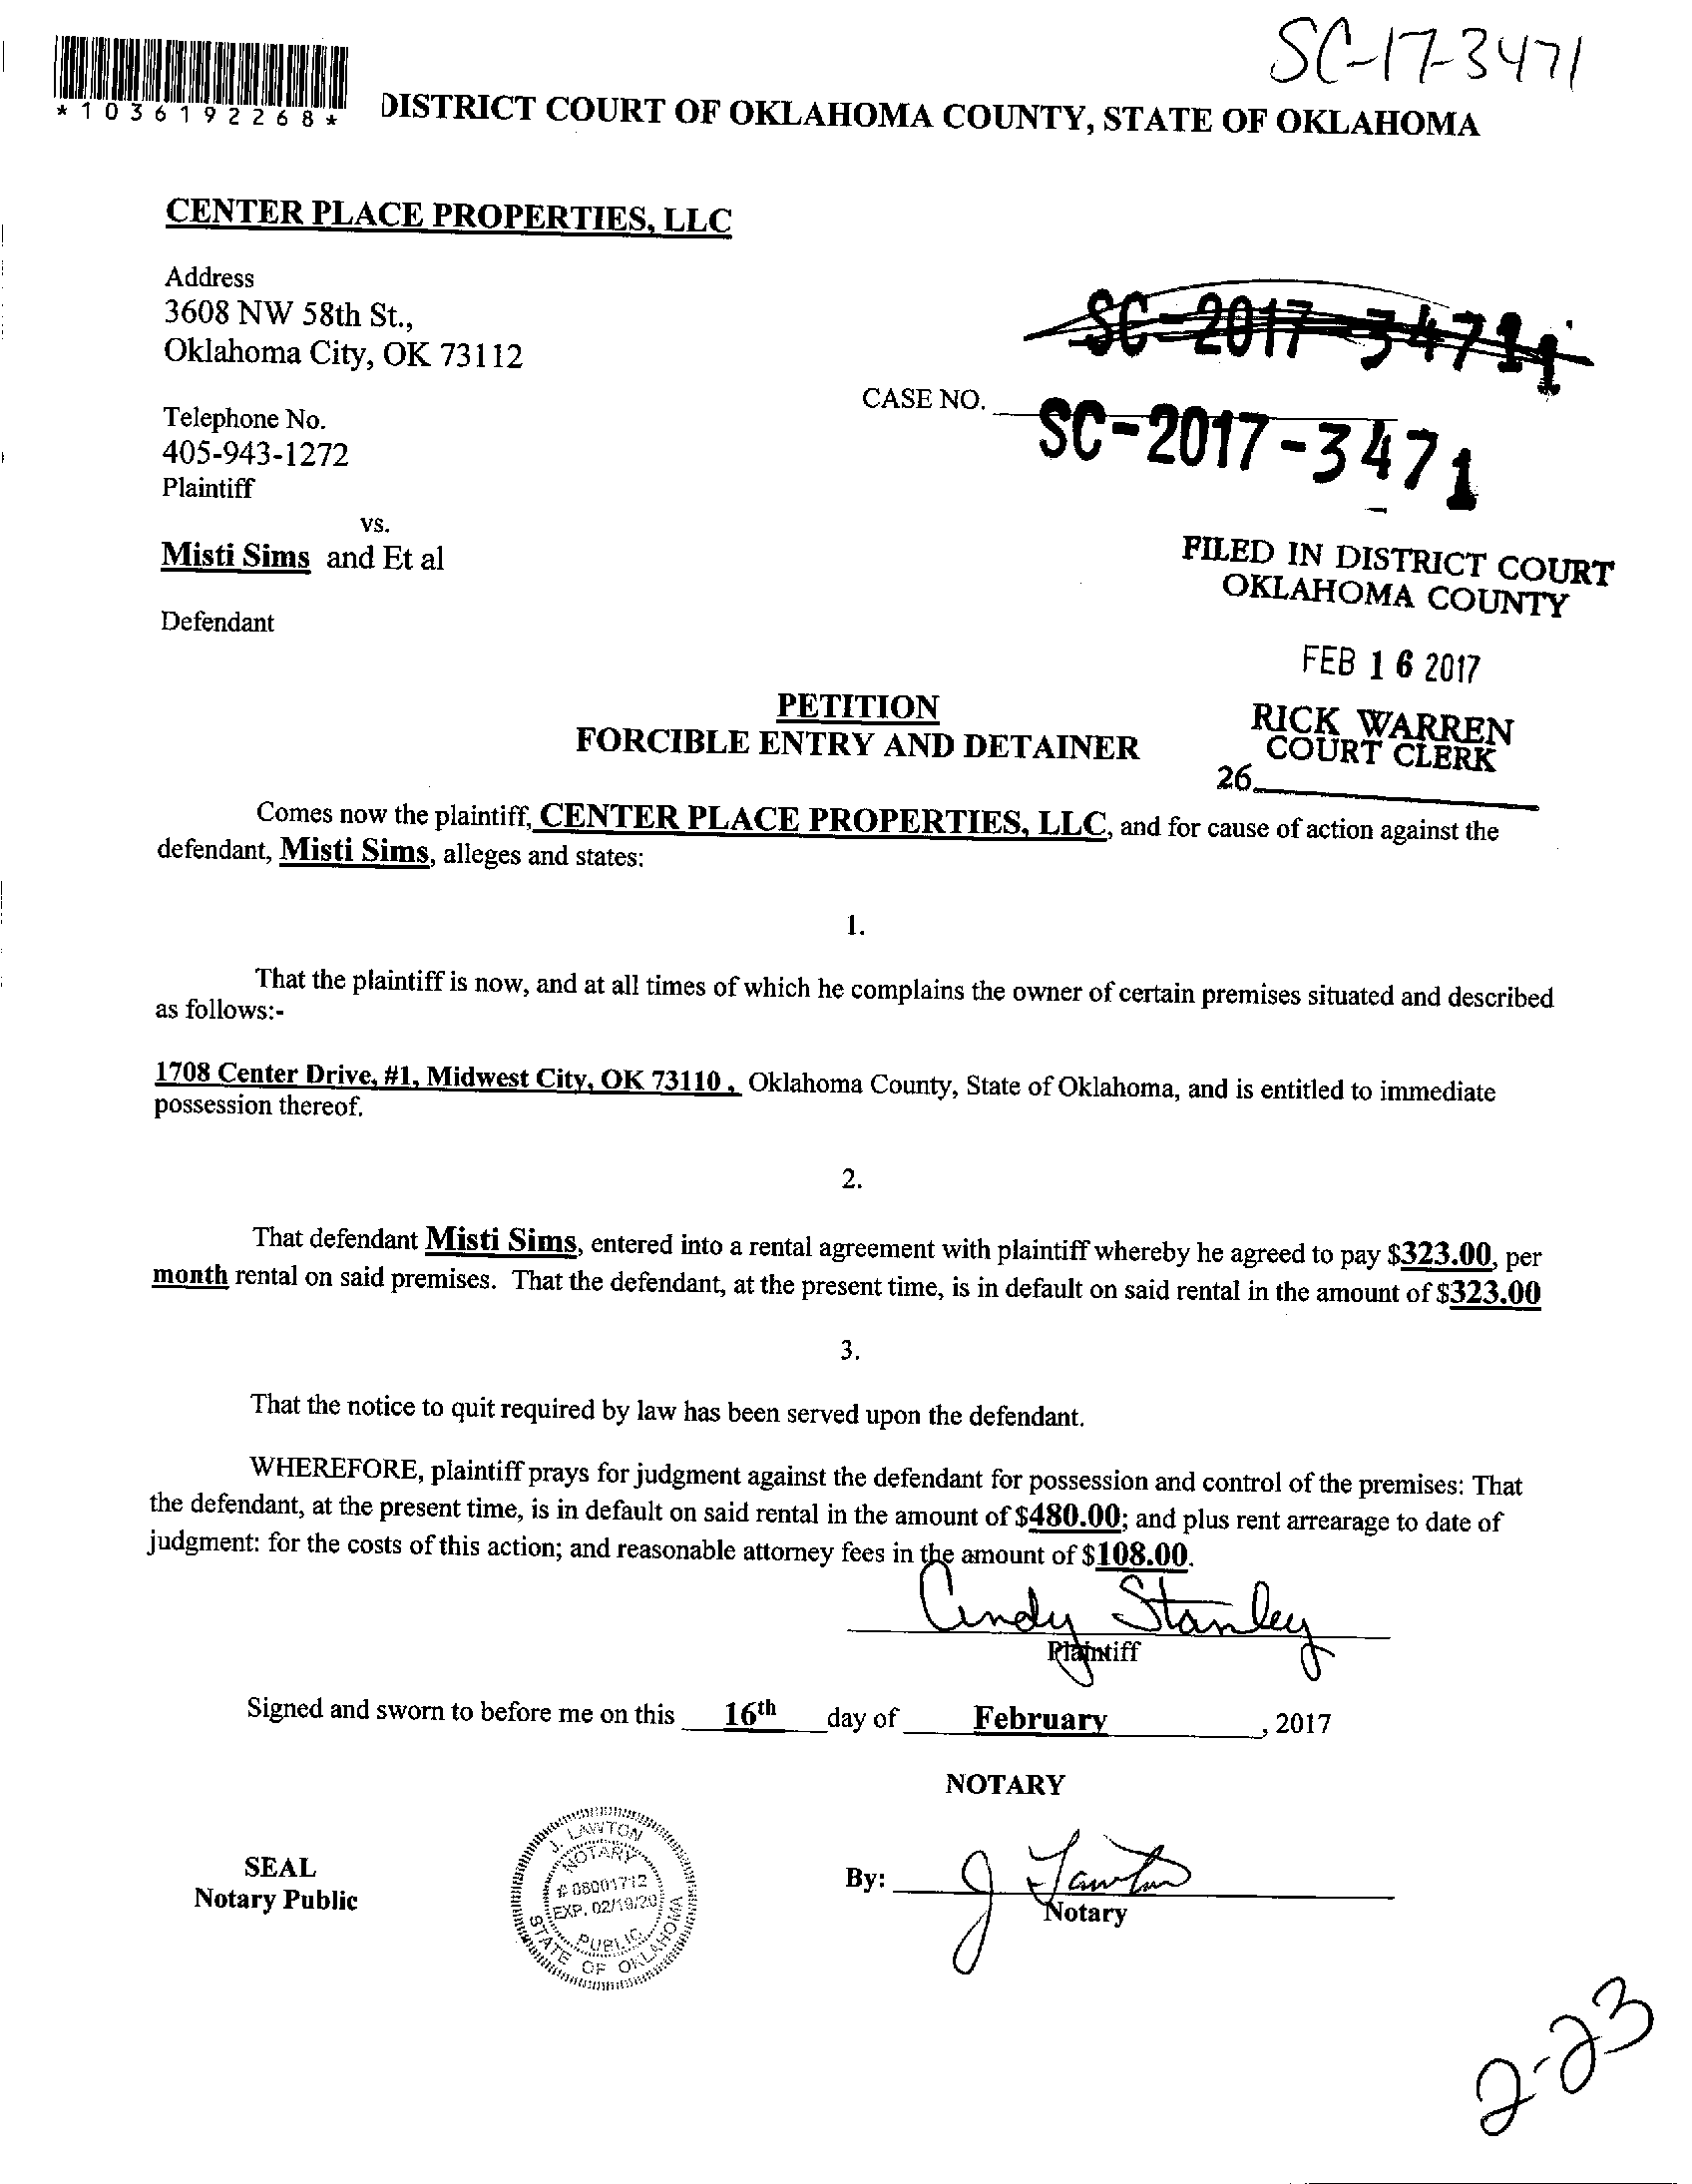 SC-17-3471
*1036192268*
DISTRICT COURT OF OKLAHOMA COUNTY, STATE OF OKLAHOMA
CENTER PLACE PROPERTIES, LLC
Address
3608 NW 58th St.,
Oklahoma City, OK 73112
SC-2017-3471
CASE NO.
SC-2017-3471
Telephone No.
405-943-1272
Plaintiff
vs.
Misti Sims and Et al
Defendant
FILED IN DISTRICT COURT
OKLAHOMA COUNTY
FEB 16 2017
RICK WARREN
COURT CLERK
26
PETITION
FORCIBLE ENTRY AND DETAINER
Comes now the plaintiff, CENTER PLACE PROPERTIES, LLC, and for cause of action against the
defendant, Misti Sims, alleges and states:
1.
That the plaintiff is now, and at all times of which he complains the owner of certain premises situated and described
as follows:-
1708 Center Drive, #1, Midwest City, OK 73110 , Oklahoma County, State of Oklahoma, and is entitled to immediate
possession thereof.
2.
That defendant Misti Sims, entered into a rental agreement with plaintiff whereby he agreed to pay $323.00, per
month rental on said premises. That the defendant, at the present time, is in default on said rental in the amount of $323.00
3.
That the notice to quit required by law has been served upon the defendant.
WHEREFORE, plaintiff prays for judgment against the defendant for possession and control of the premises: That
the defendant, at the present time, is in default on said rental in the amount of $480.00; and plus rent arrearage to date of
judgment: for the costs of this action; and reasonable attorney fees in the amount of $108.00.
Cindy Stanley
Plaintiff
Signed and sworn to before me on this 16th day of February, 2017
NOTARY
SEAL
Notary Public
J. LAWTON
NOTARY
# 08001712
EXP. 02/19/20
PUBLIC
STATE OF OKLAHOMA
By: J Lawton
Notary
2-23